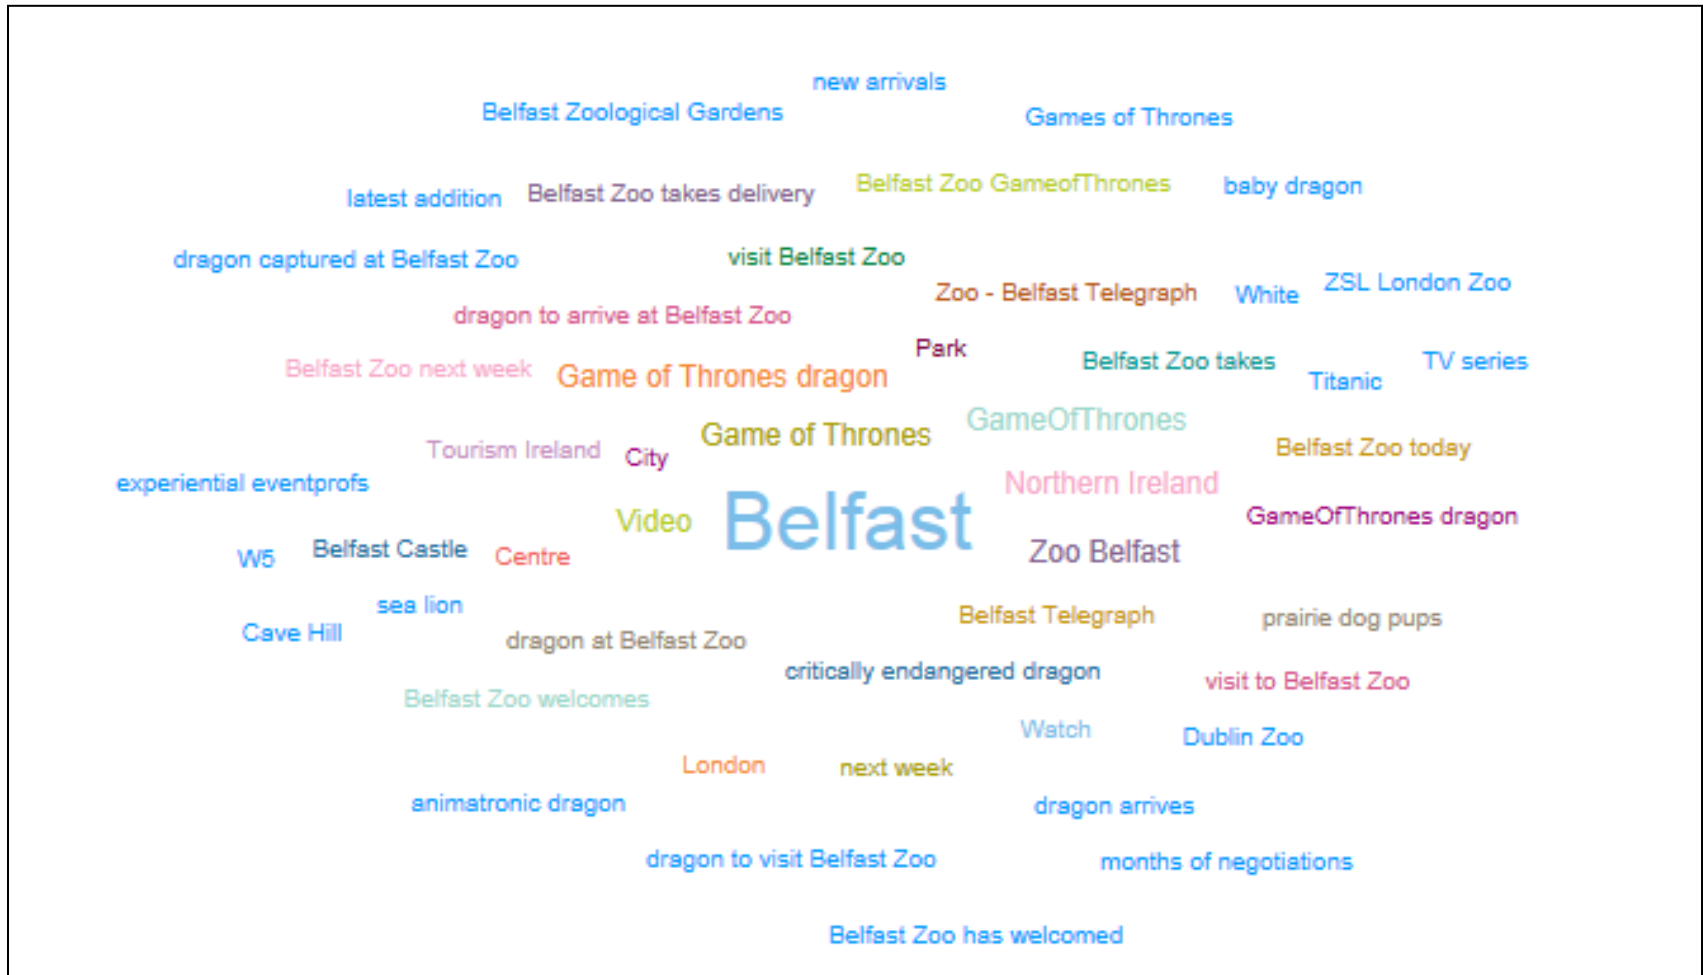 new arrivals
Belfast Zoological Gardens
Games of Thrones
latest addition
Belfast Zoo takes delivery
Belfast Zoo GameofThrones
baby dragon
dragon captured at Belfast Zoo
visit Belfast Zoo
Zoo - Belfast Telegraph
White
ZSL London Zoo
dragon to arrive at Belfast Zoo
Park
Belfast Zoo next week
Game of Thrones dragon
Belfast Zoo takes
Titanic
TV series
Tourism Ireland
City
Game of Thrones
GameOfThrones
Belfast Zoo today
experiential eventprofs
Video
Belfast
Northern Ireland
GameOfThrones dragon
W5
Belfast Castle
Centre
Zoo Belfast
sea lion
Cave Hill
dragon at Belfast Zoo
Belfast Telegraph
prairie dog pups
critically endangered dragon
visit to Belfast Zoo
Belfast Zoo welcomes
Watch
Dublin Zoo
London
next week
animatronic dragon
dragon arrives
dragon to visit Belfast Zoo
months of negotiations
Belfast Zoo has welcomed